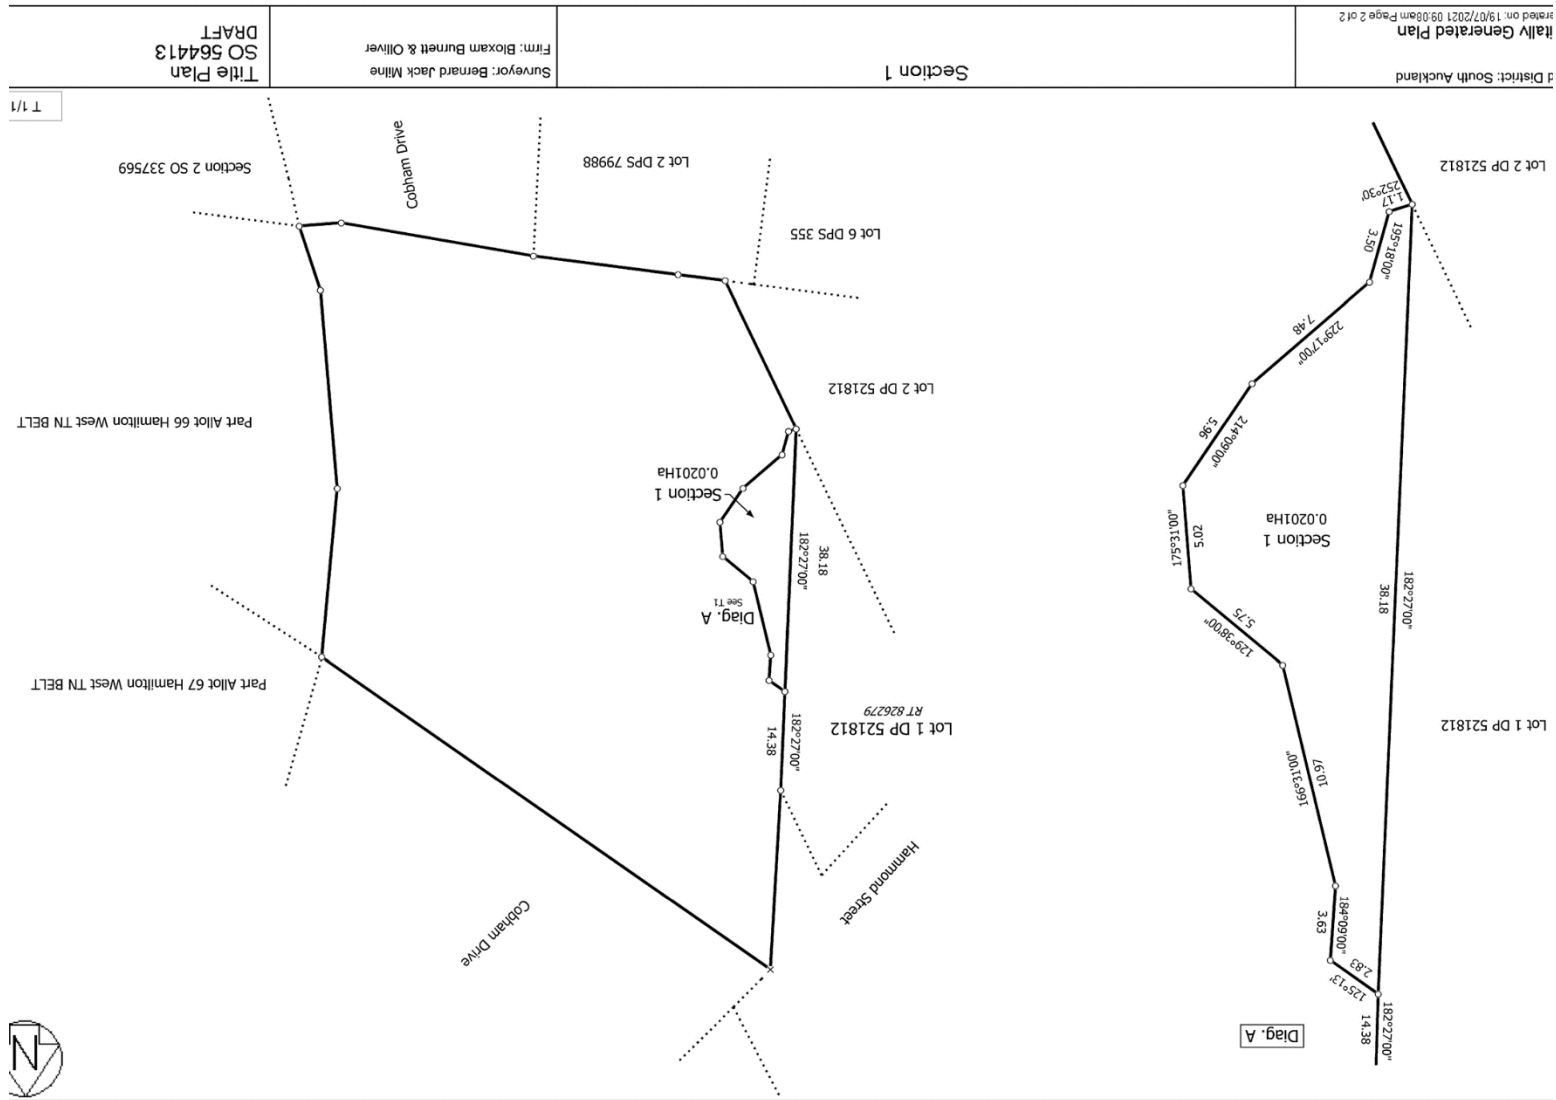 Diag. A
14.38
182°27'00"
125°13'
2.83
3.63
184°09'00"
10.97
166°31'00"
Lot 1 DP 521812
5.75
129°38'00"
182°27'00"
38.18
Section 1
0.0201Ha
5.02
175°31'00"
5.96
214°09'00"
7.48
229°17'00"
3.50
195°18'00"
1.17
252°30'
Lot 2 DP 521812
N
Cobham Drive
Hammond Street
Lot 1 DP 521812
RT 826279
182°27'00"
14.38
Part Allot 67 Hamilton West TN BELT
Diag. A
See T1
38.18
182°27'00"
Section 1
0.0201Ha
Part Allot 66 Hamilton West TN BELT
Lot 2 DP 521812
Lot 6 DPS 355
Lot 2 DPS 79988
Cobham Drive
Section 2 SO 337569
T 1/1
d District: South Auckland
itally Generated Plan
erated on: 19/07/2021 09:08am Page 2 of 2
Section 1
Surveyor: Bernard Jack Milne
Firm: Bloxam Burnett & Olliver
Title Plan
SO 564413
DRAFT